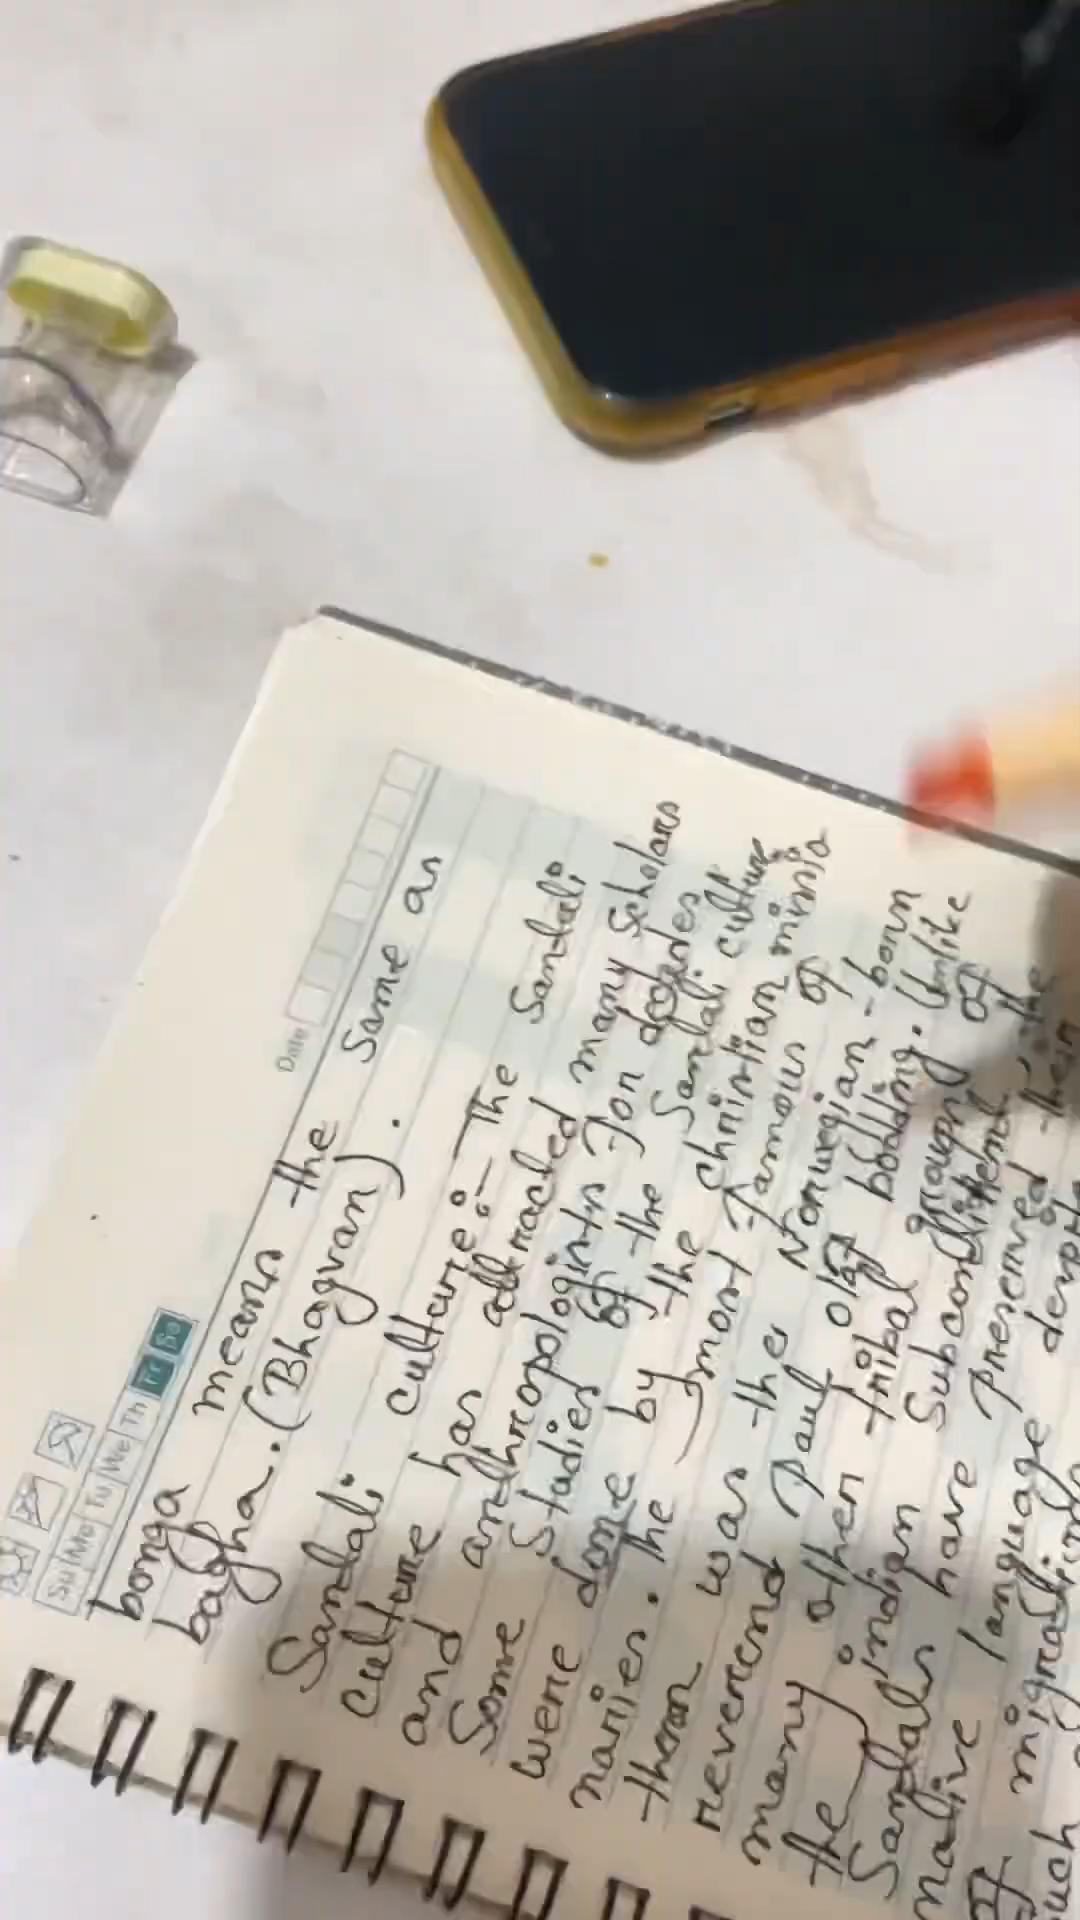 Date
Su Mo Tu We Th Fr Sa
bonga means the same as
bagha. (Bhagvan).
Santali culture :- The Santali
culture has attracted many scholars
and anthropologists for decades
Some studies of the Santali culture
were done by the christian missio
naries. The most famous of
them was the Norwegian - born
reverend Paul olaf bodding. Unlike
many other tribal groups of
the indian Subcontitent, the
Santals have preserved their
native language despite
migrations